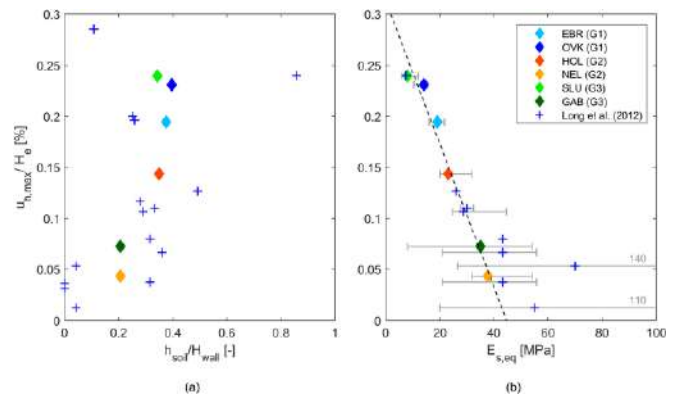 0.3
0.25
0.2
0.15
0.1
0.05
0
u_h,max / H_e [%]
0 0.2 0.4 0.6 0.8 1
h_soil/H_wall [-]
(a)
0.3
0.25
0.2
0.15
0.1
0.05
0
EBR (G1)
OVK (G1)
HOL (G2)
NEL (G2)
SLU (G3)
GAB (G3)
Long et al. (2012)
140
110
0 20 40 60 80 100
E_s,eq [MPa]
(b)